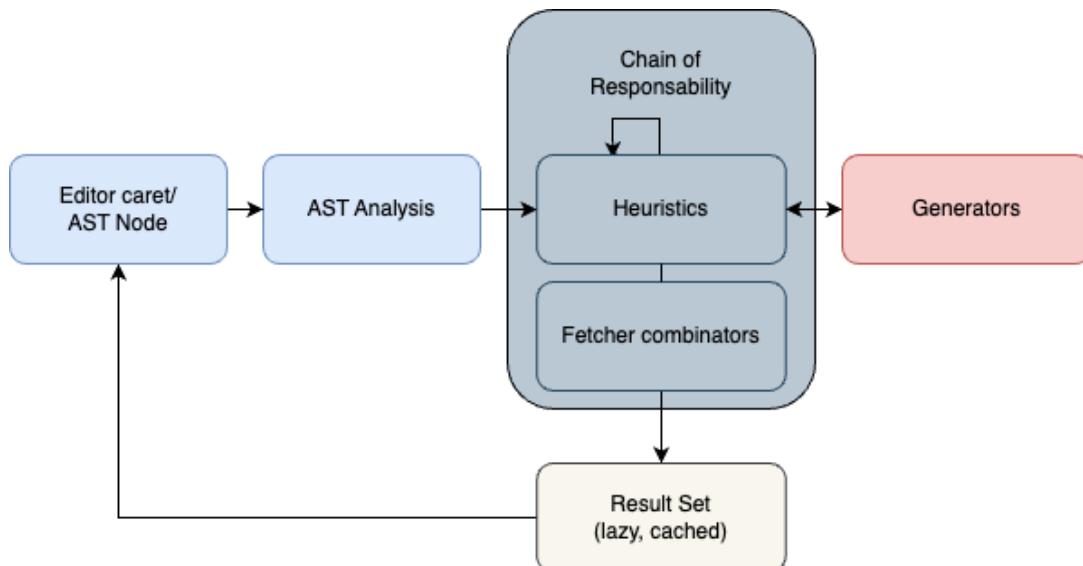 Chain of
Responsability
Editor caret/
AST Node
AST Analysis
Heuristics
Generators
Fetcher combinators
Result Set
(lazy, cached)